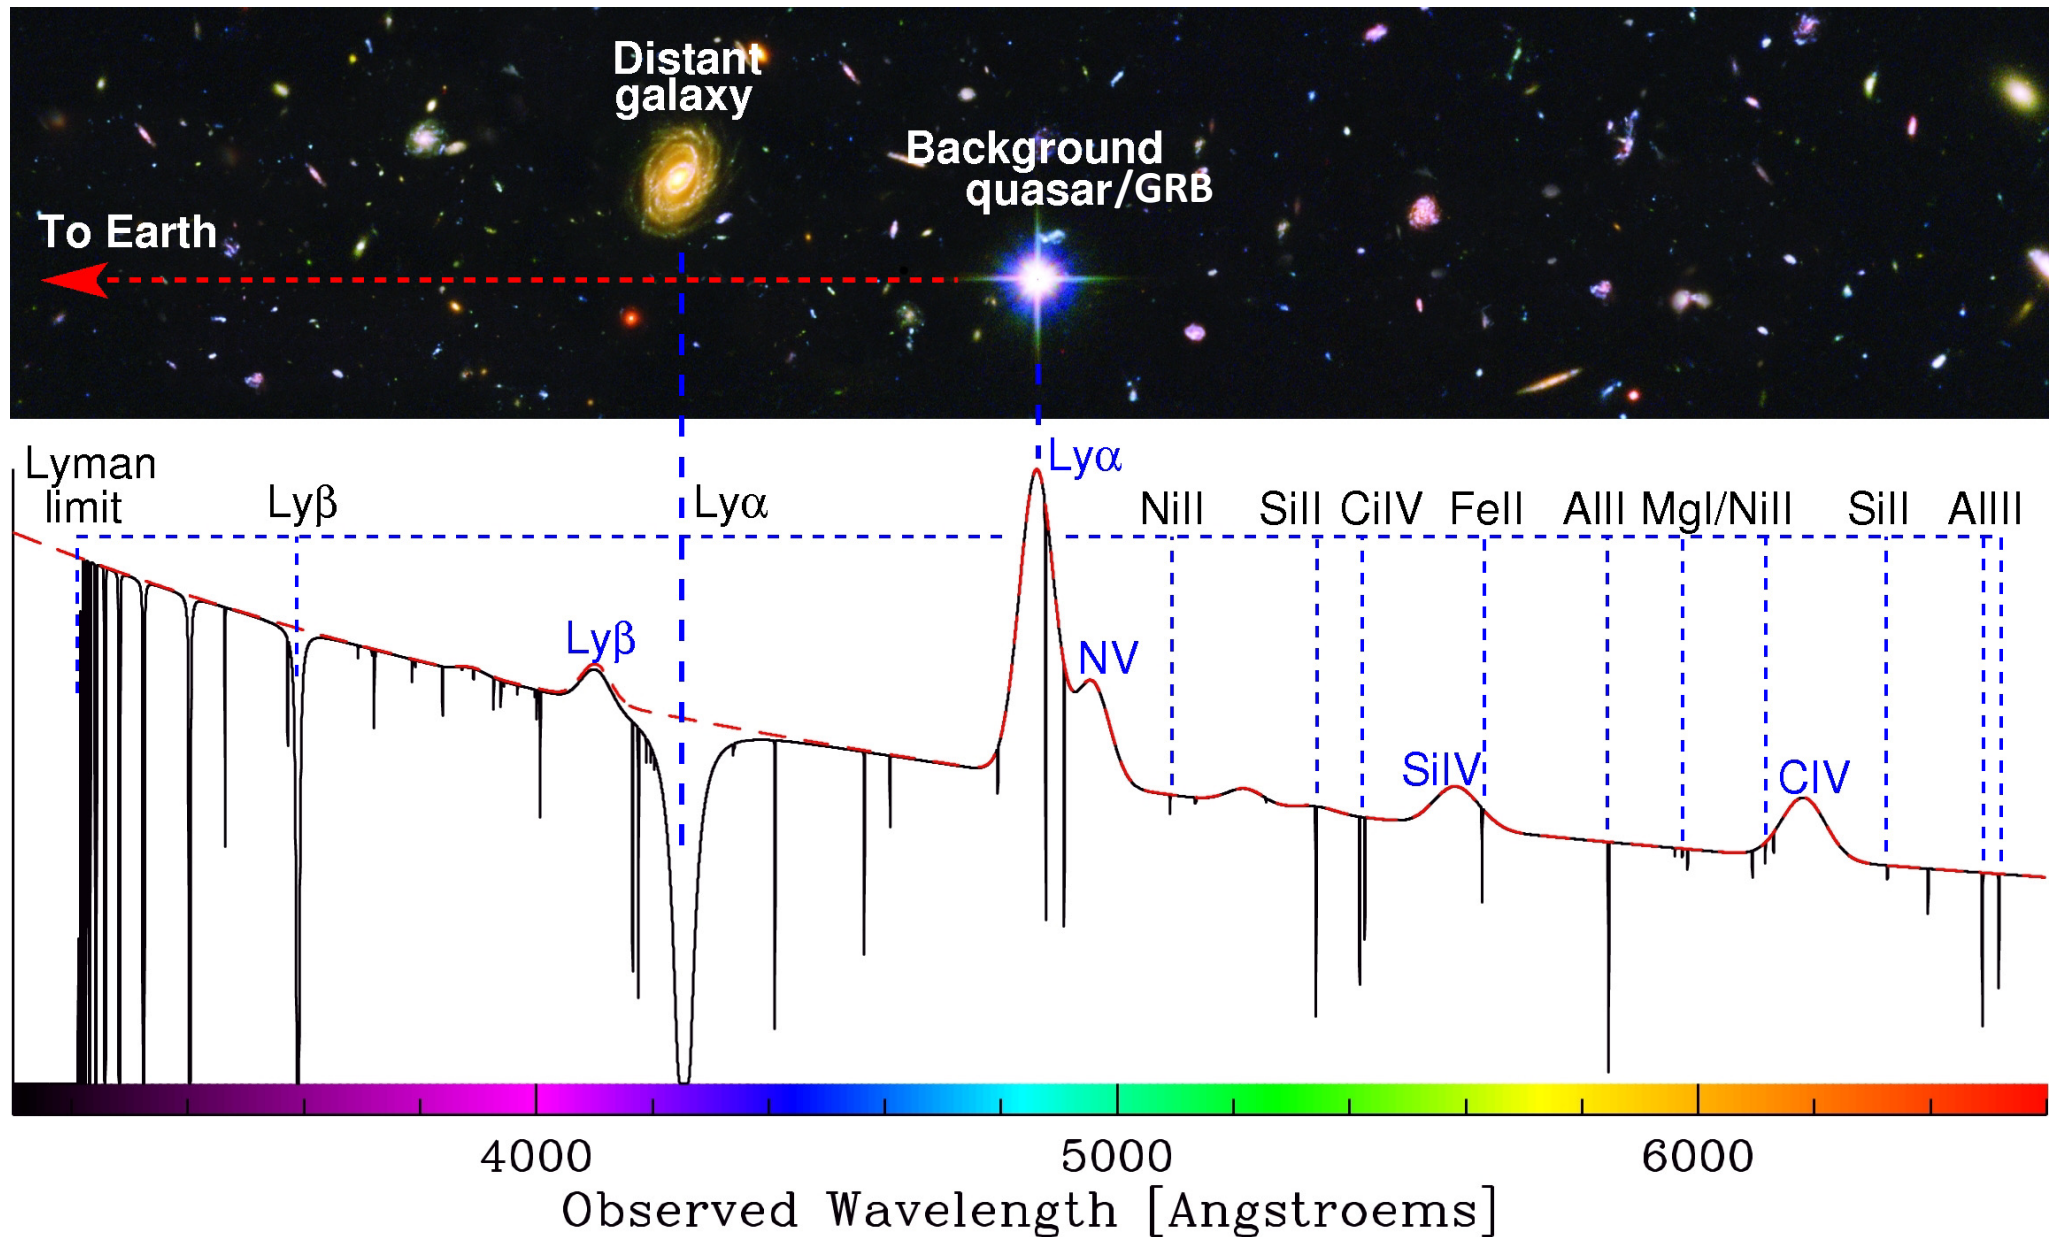 Distant
galaxy
Background
quasar/GRB
To Earth
Lyα
Lyman
limit
Lyβ
Lyα
NiII
SiII
CiIV
FeII
AlII
MgI/NiII
SiII
AlIII
Lyβ
NV
SiIV
CIV
4000
5000
6000
Observed Wavelength [Angstroems]